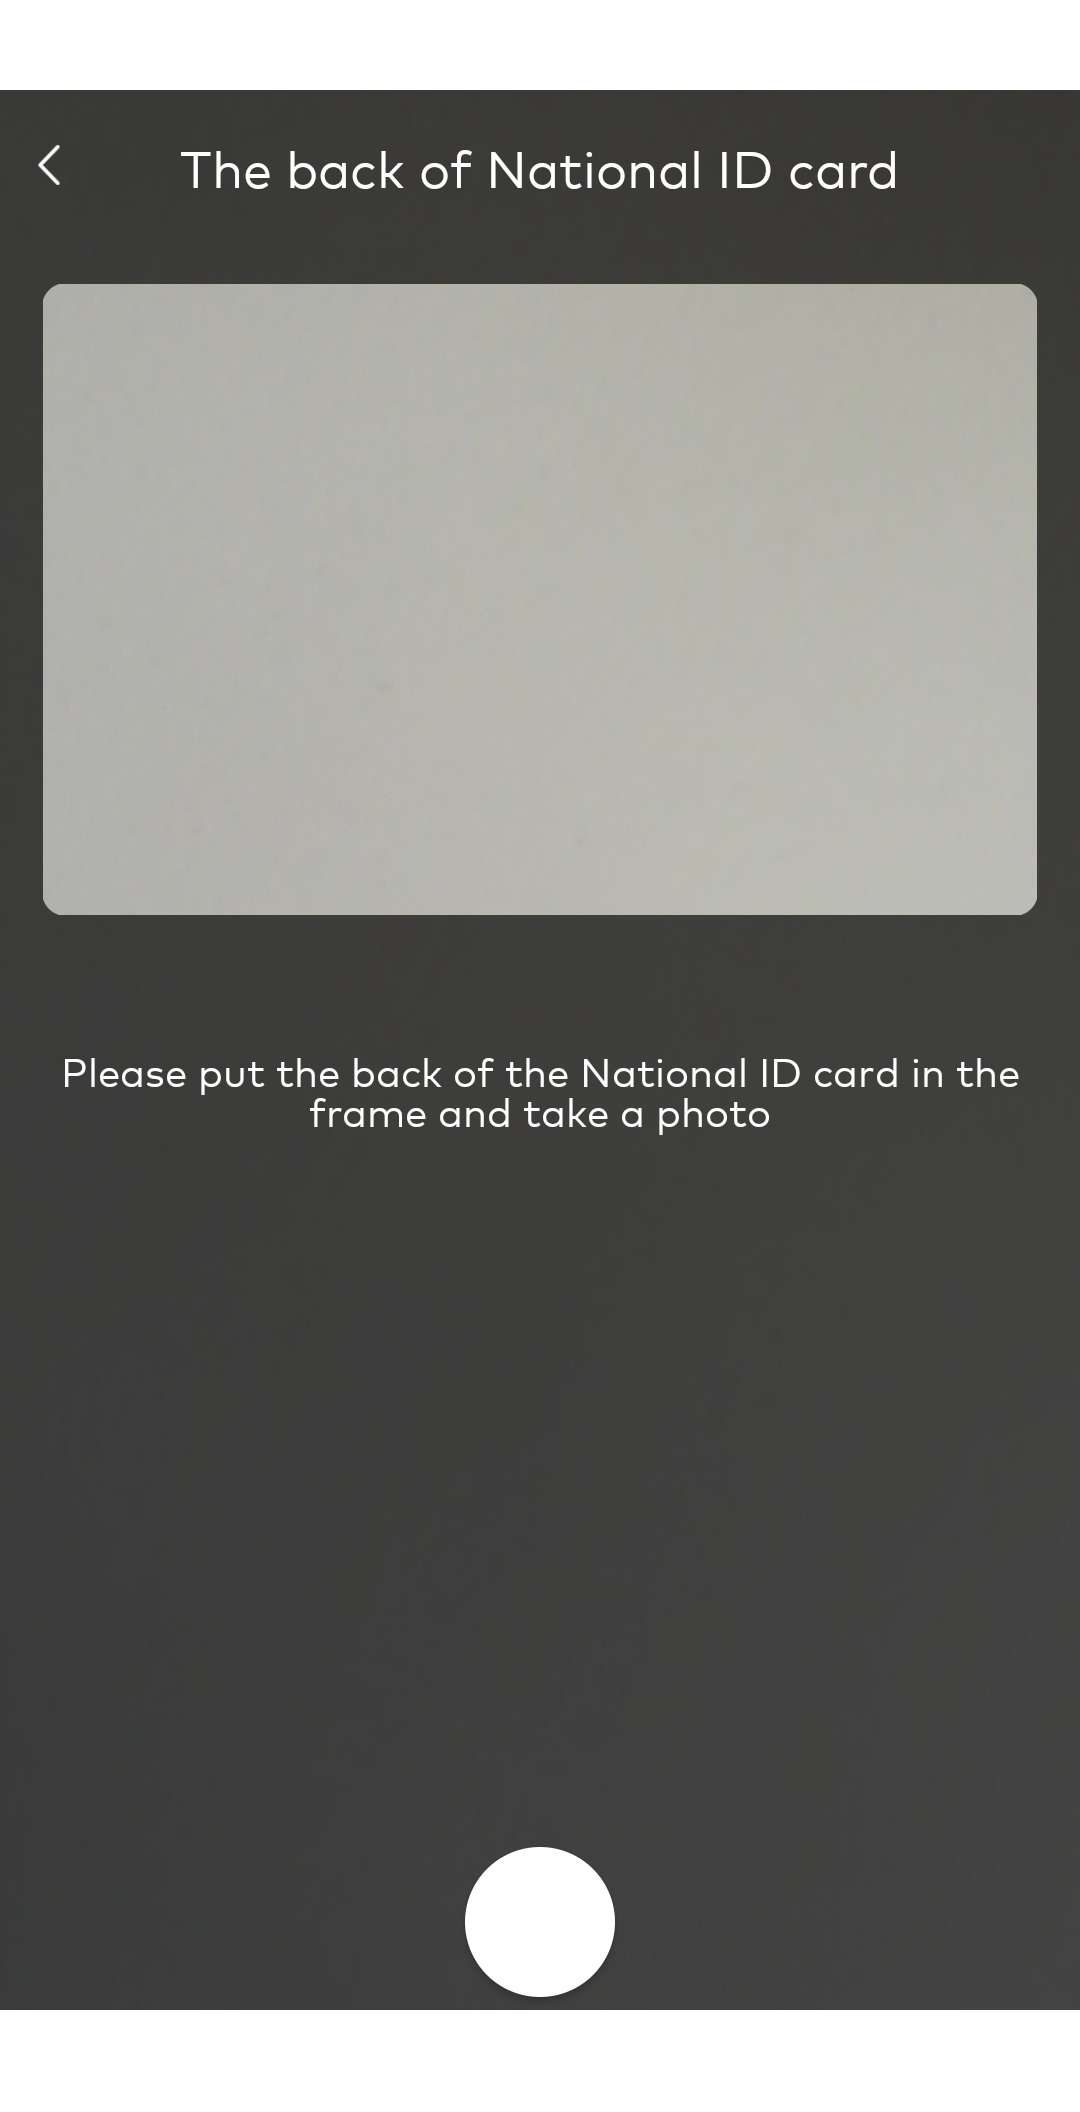 The back of National ID card
Please put the back of the National ID card in the
frame and take a photo